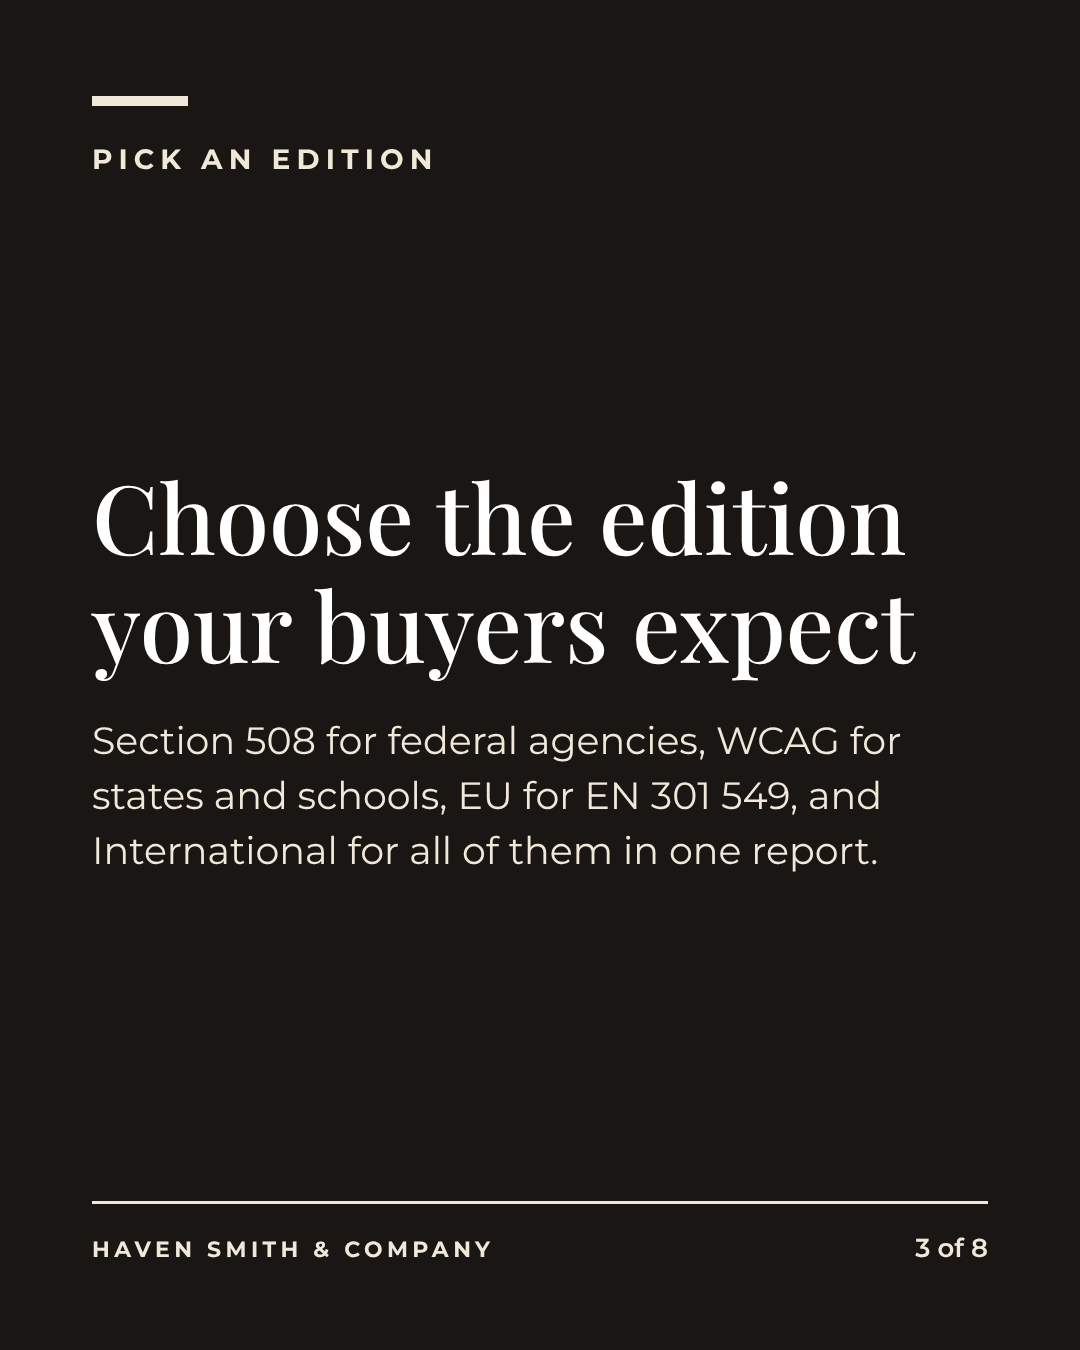 PICK AN EDITION
Choose the edition
your buyers expect
Section 508 for federal agencies, WCAG for
states and schools, EU for EN 301 549, and
International for all of them in one report.
HAVEN SMITH & COMPANY
3 of 8